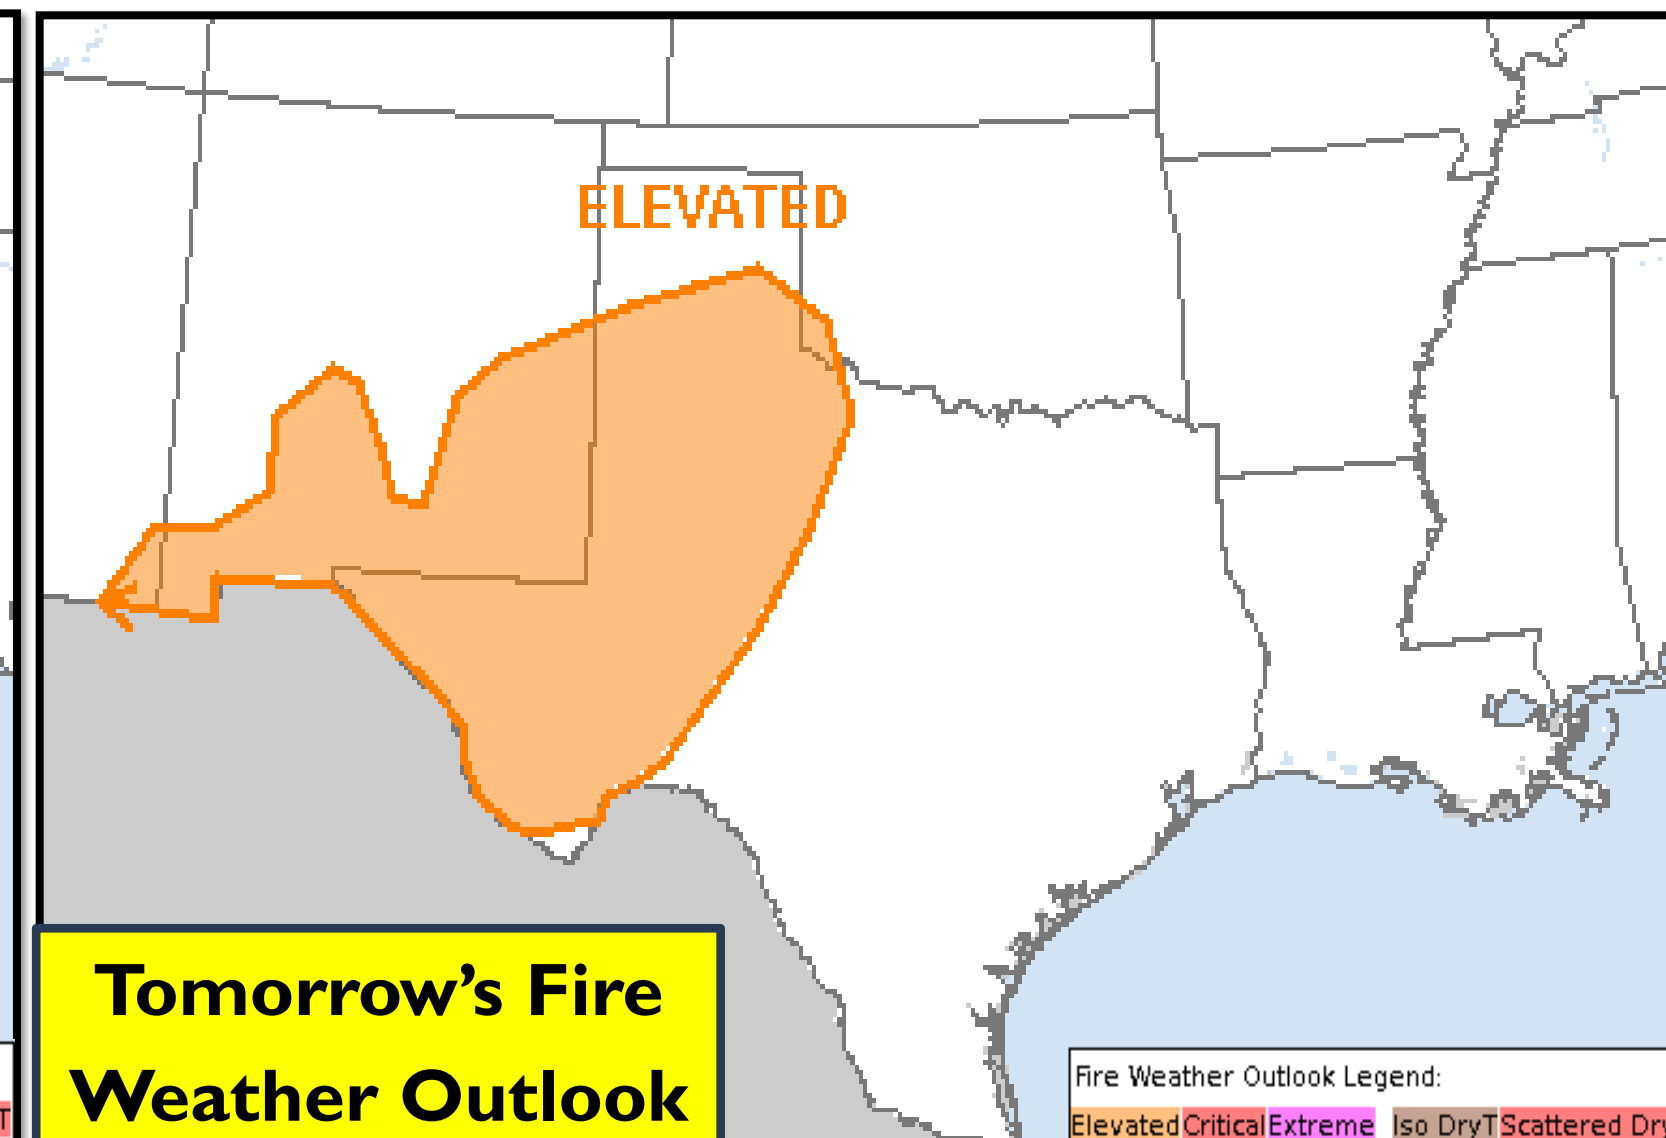 ELEVATED
Tomorrow’s Fire
Weather Outlook
Fire Weather Outlook Legend:
Elevated Critical Extreme Iso DryT Scattered Dry
T